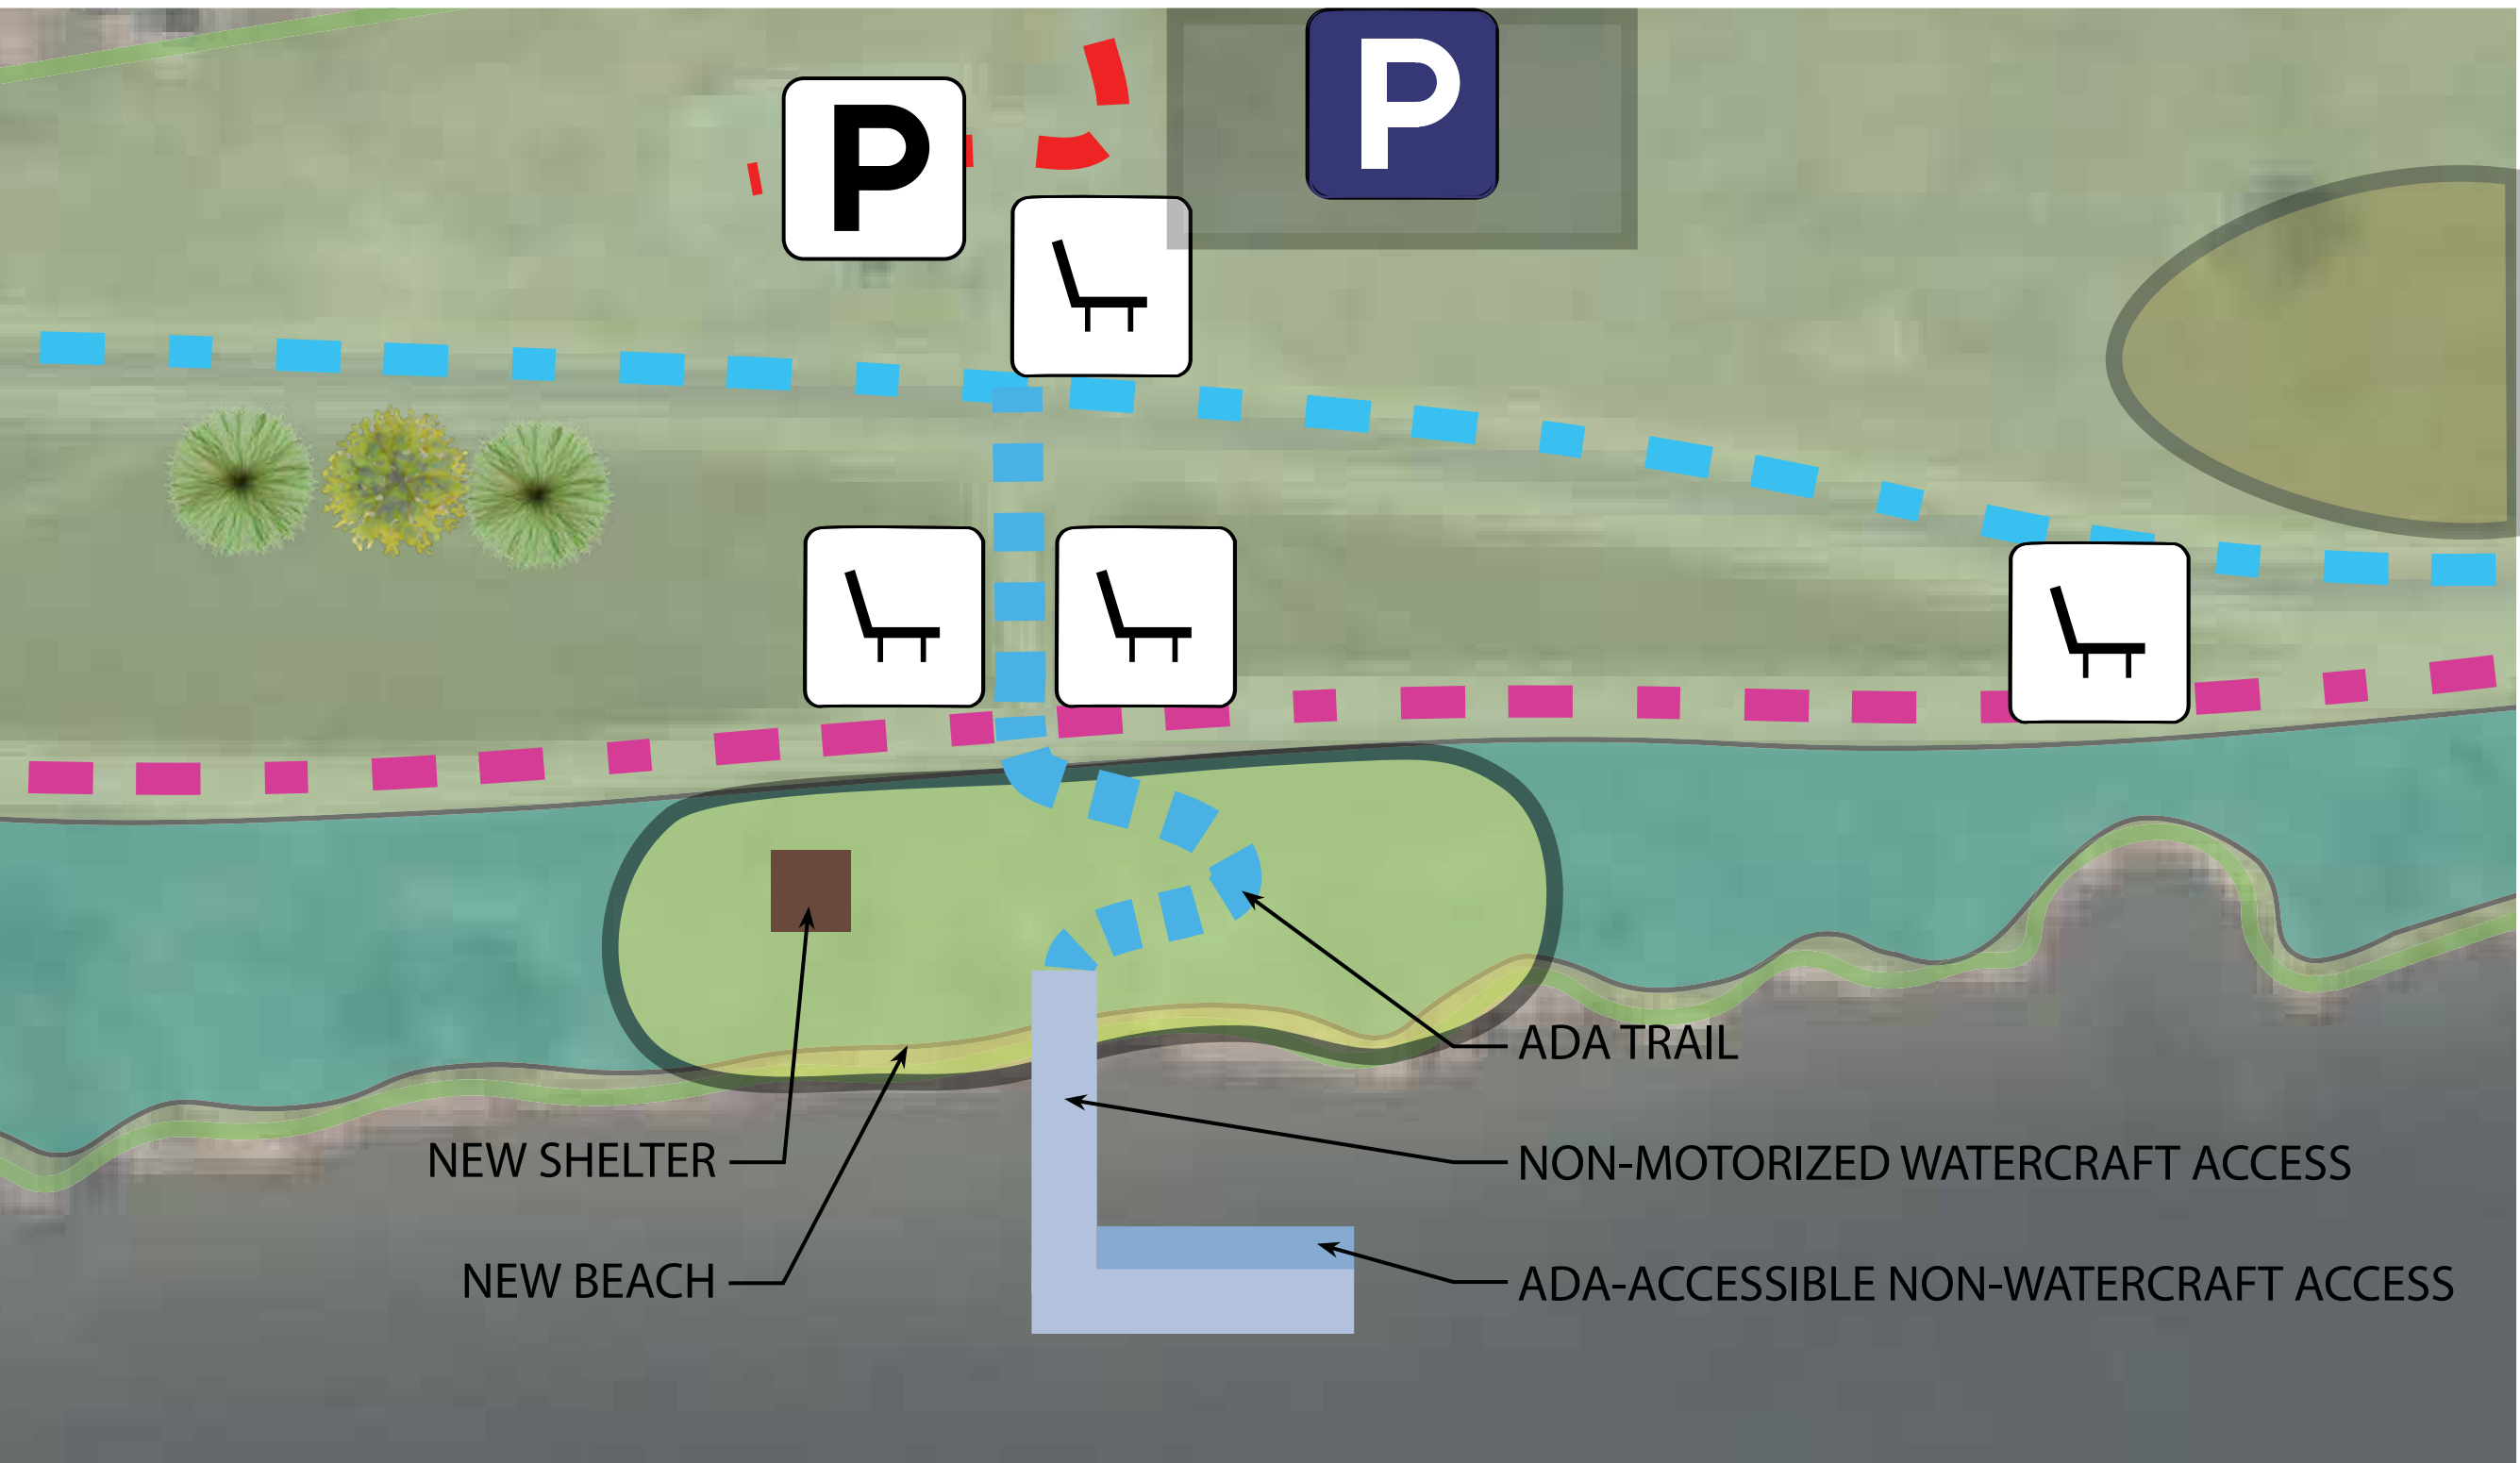 P
P
ADA TRAIL
NEW SHELTER
NON-MOTORIZED WATERCRAFT ACCESS
NEW BEACH
ADA-ACCESSIBLE NON-WATERCRAFT ACCESS